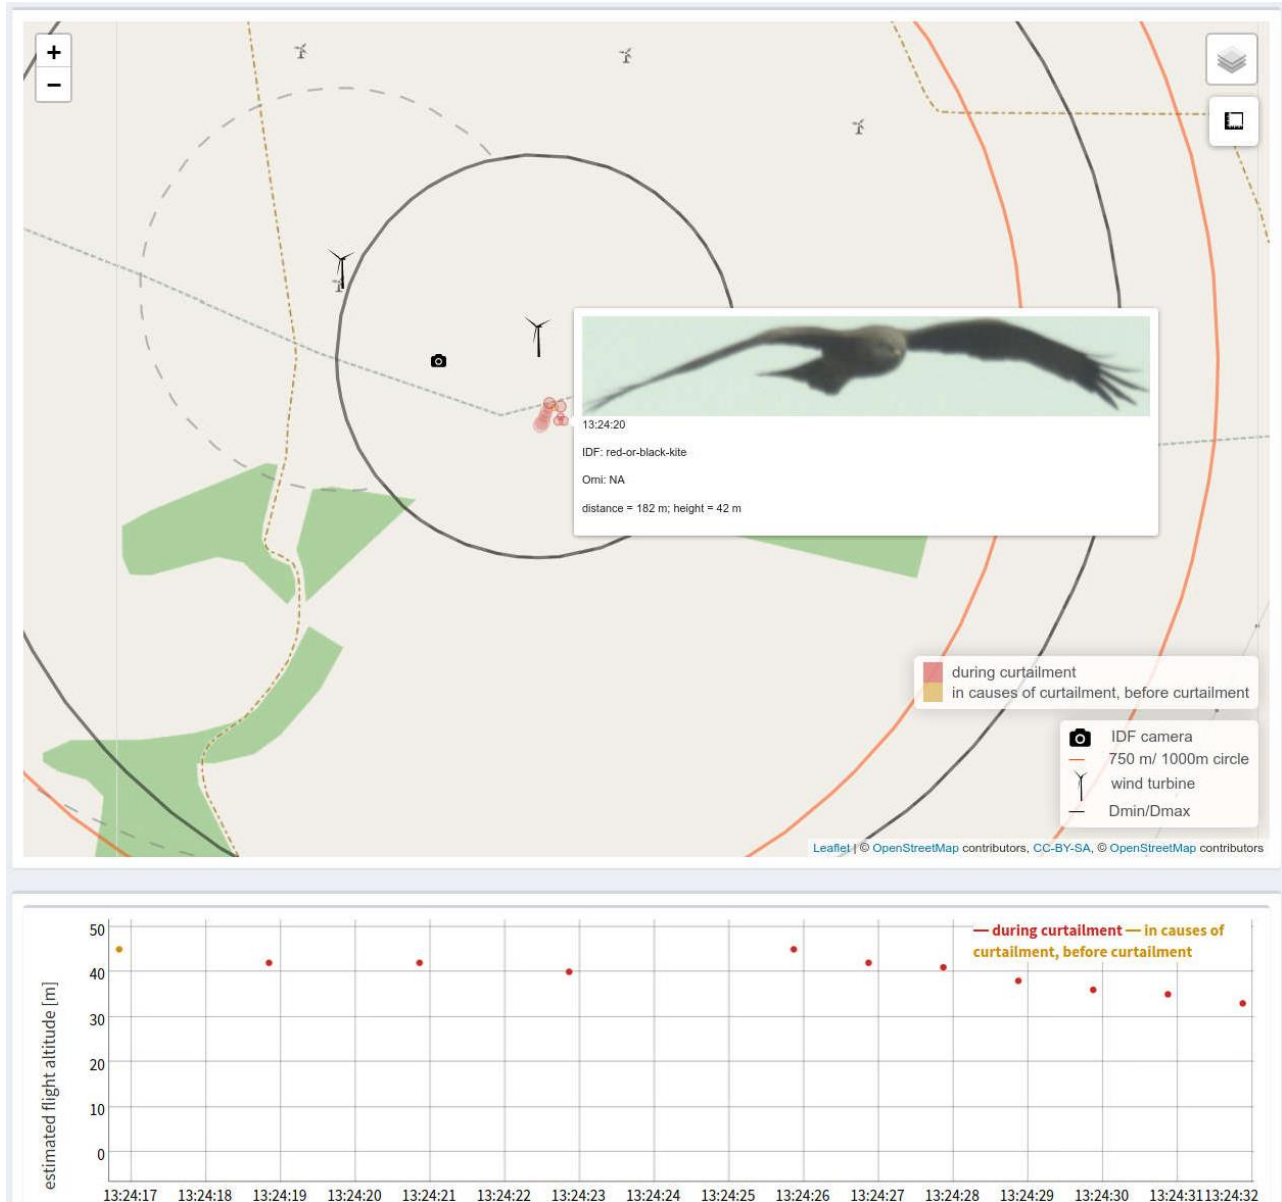 +
−
13:24:20
IDF: red-or-black-kite
Orni: NA
distance = 182 m; height = 42 m
during curtailment
in causes of curtailment, before curtailment
IDF camera
750 m/ 1000m circle
wind turbine
Dmin/Dmax
Leaflet | © OpenStreetMap contributors, CC-BY-SA, © OpenStreetMap contributors
— during curtailment — in causes of
curtailment, before curtailment
estimated flight altitude [m]
50
40
30
20
10
0
13:24:17 13:24:18 13:24:19 13:24:20 13:24:21 13:24:22 13:24:23 13:24:24 13:24:25 13:24:26 13:24:27 13:24:28 13:24:29 13:24:30 13:24:31 13:24:32